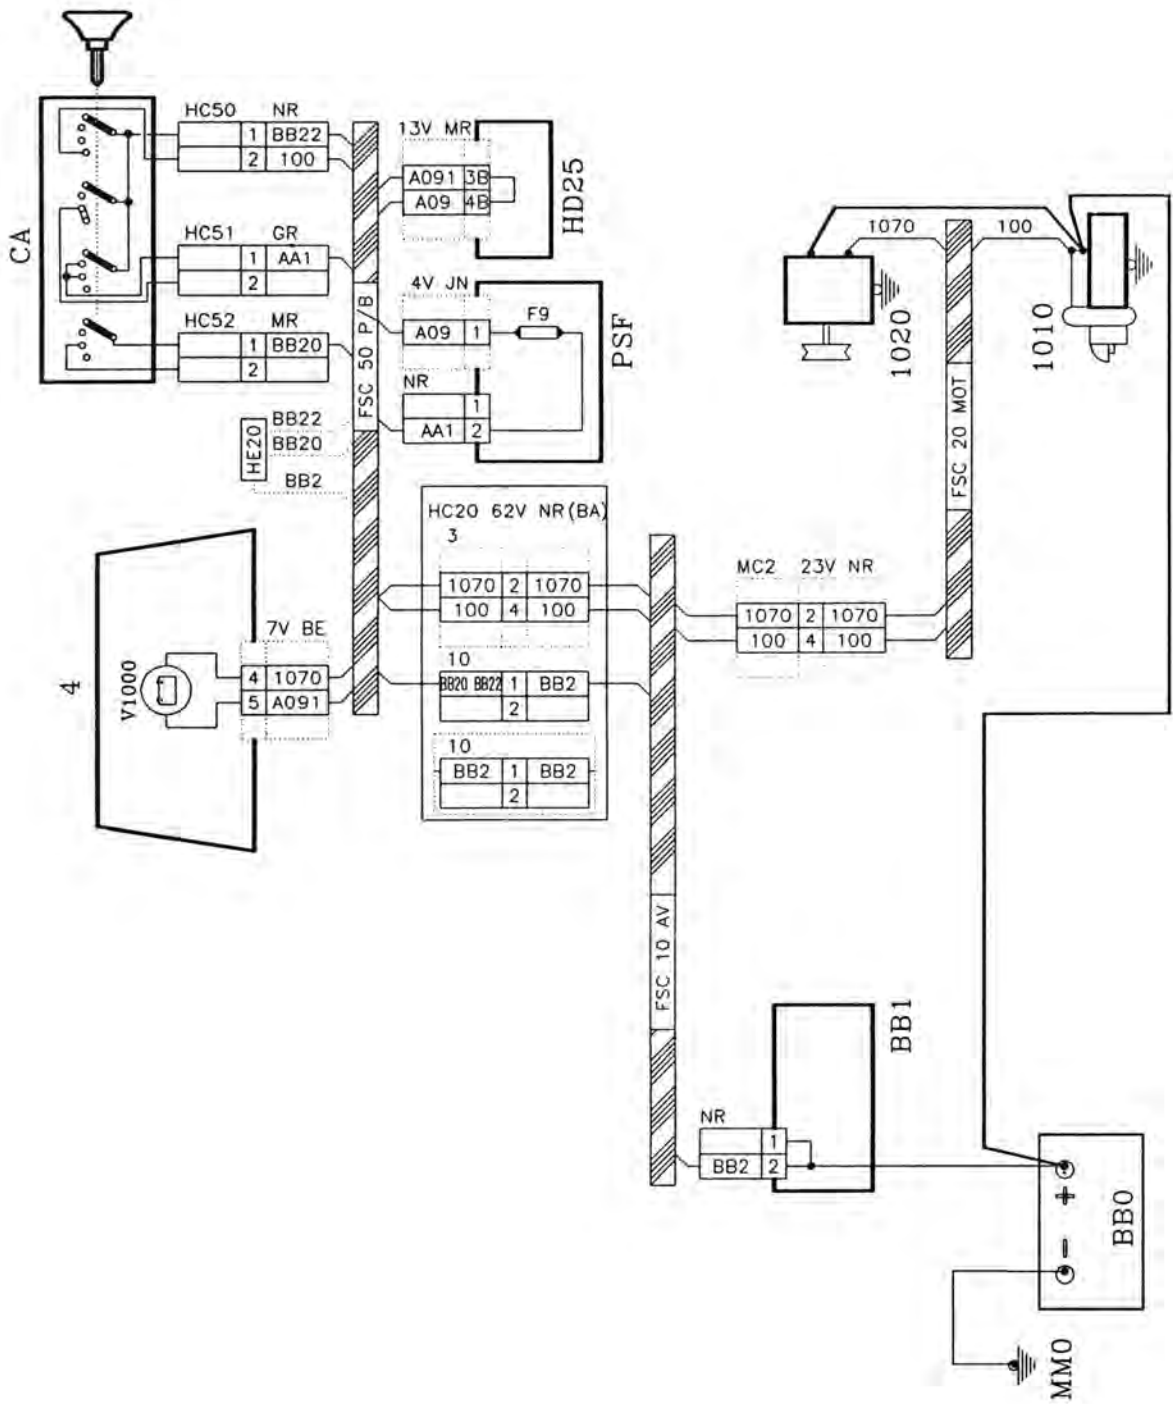 CA
HC50 NR
1 BB22
2 100
HC51 GR
1 AA1
2
HC52 MR
1 BB20
2
13V MR
A091 3B
A09 4B
HD25
4V JN
A09 1
F9
NR
1
AA1 2
PSF
FSC 50 P/B
HE20
BB22
BB20
BB2
4
V1000
7V BE
4 1070
5 A091
HC20 62V NR(BA)
3
1070 2 1070
100 4 100
10
BB20 BB22 1 BB2
2
10
BB2 1 BB2
2
FSC 10 AV
MC2 23V NR
1070 2 1070
100 4 100
FSC 20 MOT
1070
100
1020
1010
NR
1
BB2 2
BB1
+
-
BB0
MM0